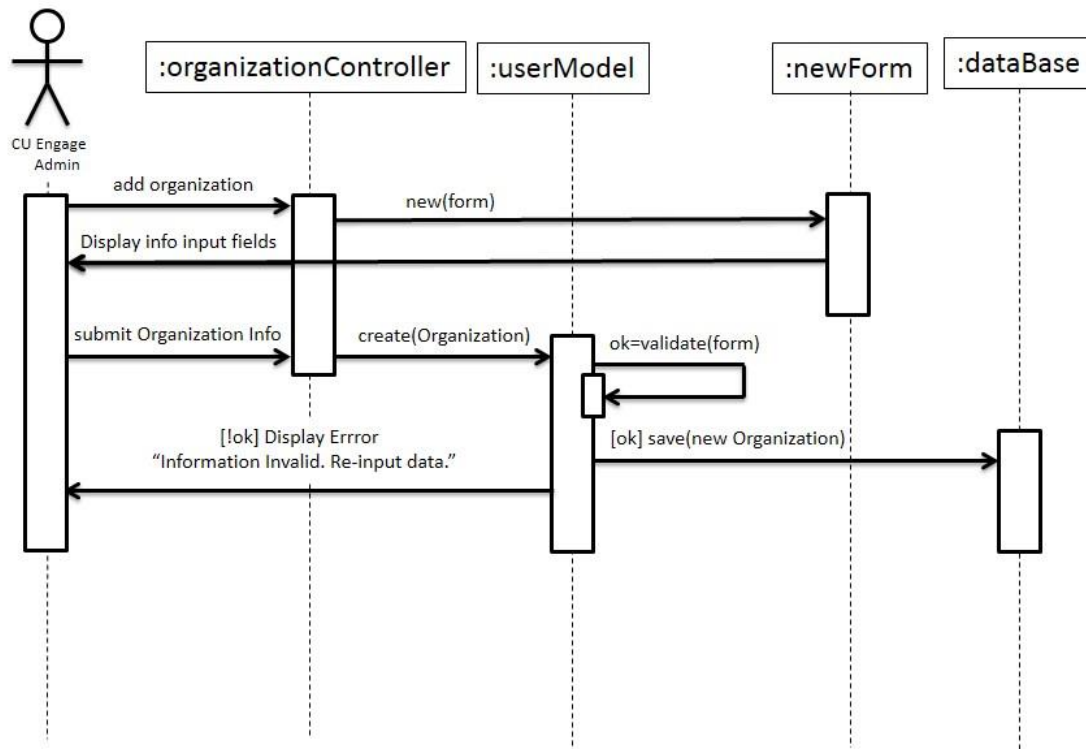 :organizationController
:userModel
:newForm
:dataBase
CU Engage
Admin
add organization
new(form)
Display info input fields
submit Organization Info
create(Organization)
ok=validate(form)
[!ok] Display Errror
“Information Invalid. Re-input data.”
[ok] save(new Organization)